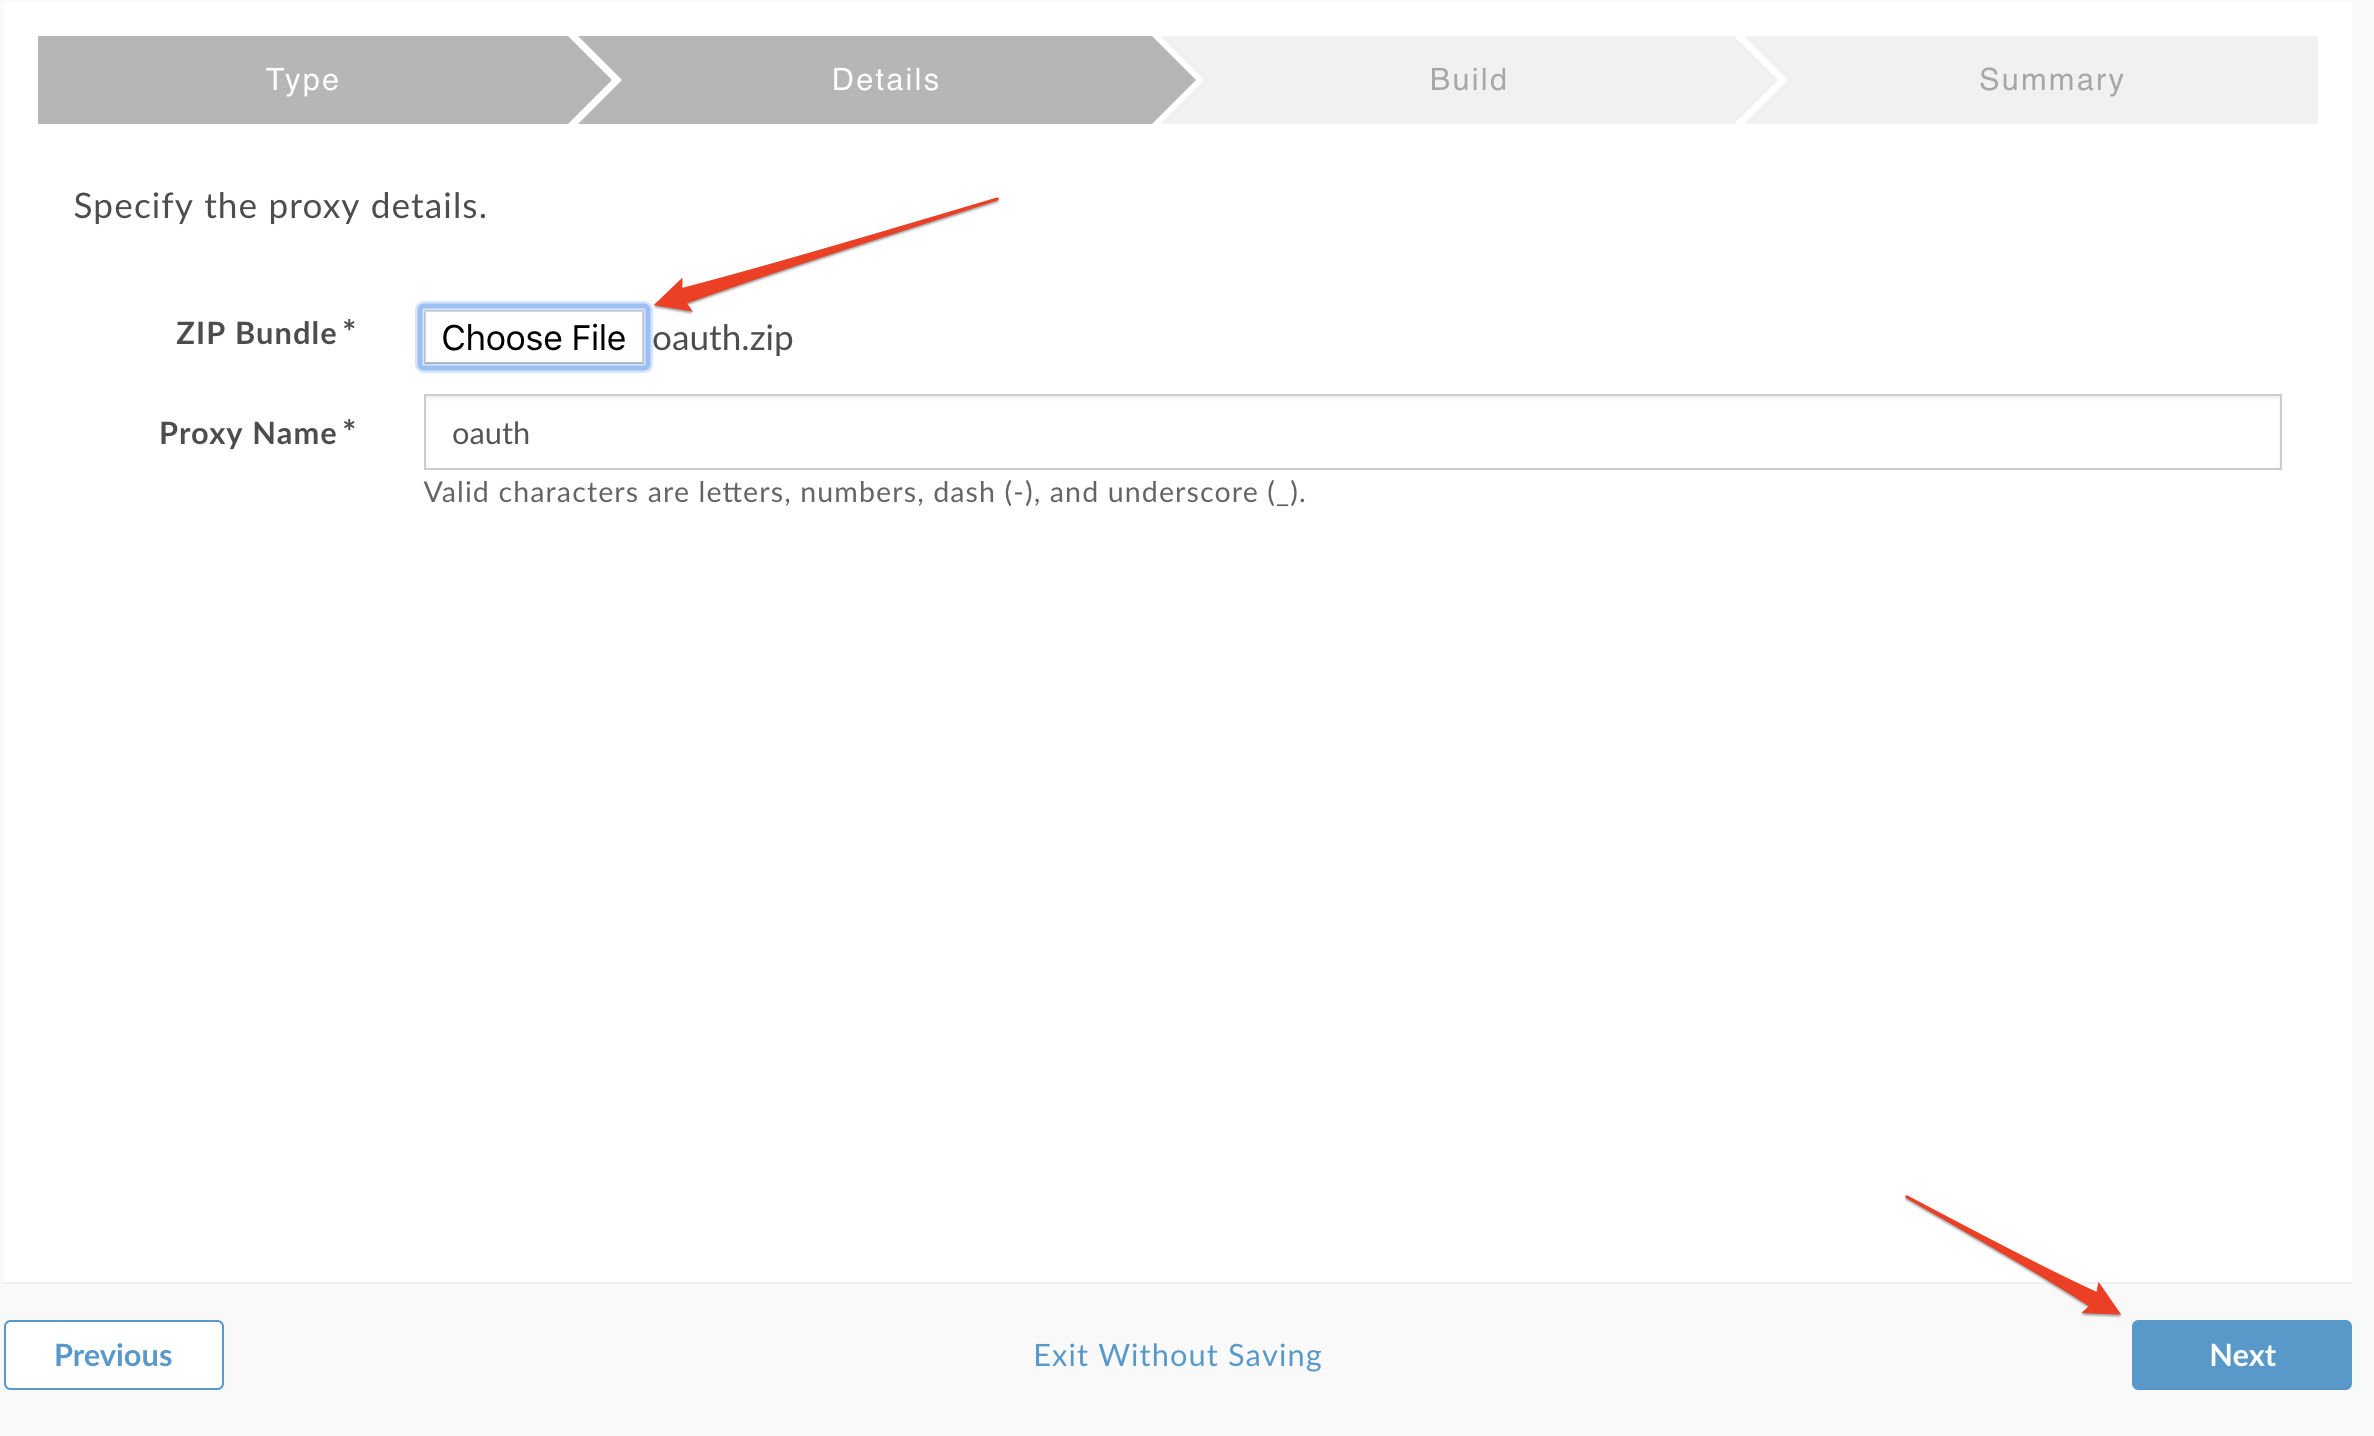 Type
Details
Build
Summary
Specify the proxy details.
ZIP Bundle*
Choose File oauth.zip
Proxy Name*
oauth
Valid characters are letters, numbers, dash (-), and underscore (_).
Previous
Exit Without Saving
Next